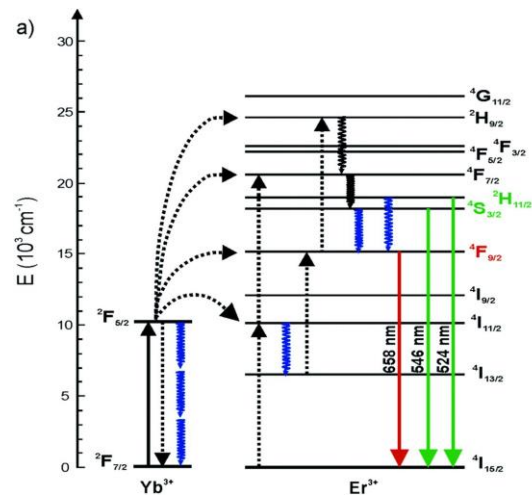 a)
E (10³ cm⁻¹)
30
25
20
15
10
5
0
²F₅/₂
²F₇/₂
Yb³⁺
⁴G₁₁/₂
²H₉/₂
⁴F₃/₂
⁴F₅/₂
⁴F₇/₂
²H₁₁/₂
⁴S₃/₂
⁴F₉/₂
⁴I₉/₂
⁴I₁₁/₂
⁴I₁₃/₂
⁴I₁₅/₂
658 nm
546 nm
524 nm
Er³⁺